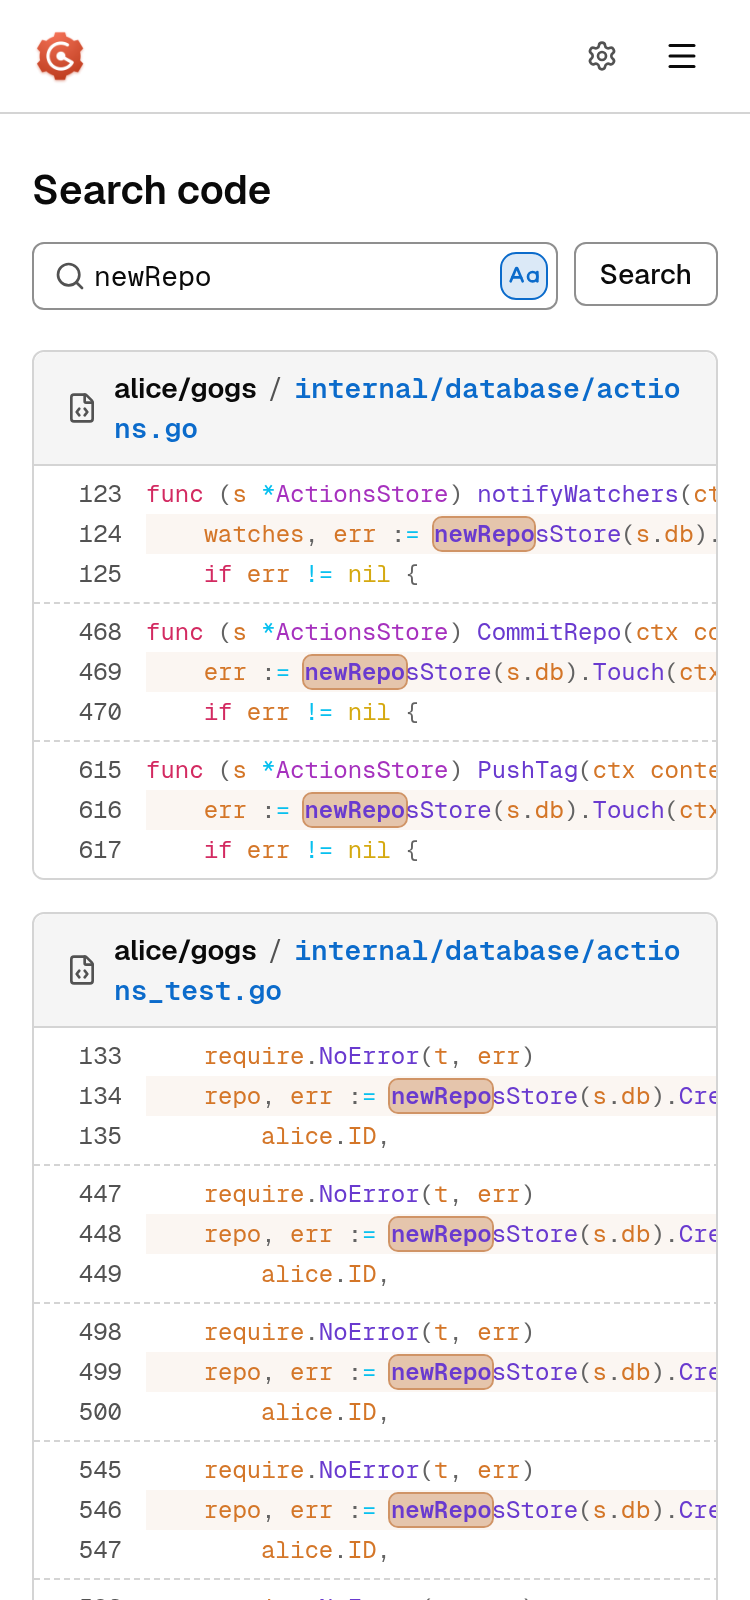 Search code
newRepo
Aa
Search
alice/gogs / internal/database/actio
ns.go
123 func (s *ActionsStore) notifyWatchers(ct
124 watches, err := newReposStore(s.db).
125 if err != nil {
468 func (s *ActionsStore) CommitRepo(ctx co
469 err := newReposStore(s.db).Touch(ctx
470 if err != nil {
615 func (s *ActionsStore) PushTag(ctx conte
616 err := newReposStore(s.db).Touch(ctx
617 if err != nil {
alice/gogs / internal/database/actio
ns_test.go
133 require.NoError(t, err)
134 repo, err := newReposStore(s.db).Cre
135 alice.ID,
447 require.NoError(t, err)
448 repo, err := newReposStore(s.db).Cre
449 alice.ID,
498 require.NoError(t, err)
499 repo, err := newReposStore(s.db).Cre
500 alice.ID,
545 require.NoError(t, err)
546 repo, err := newReposStore(s.db).Cre
547 alice.ID,